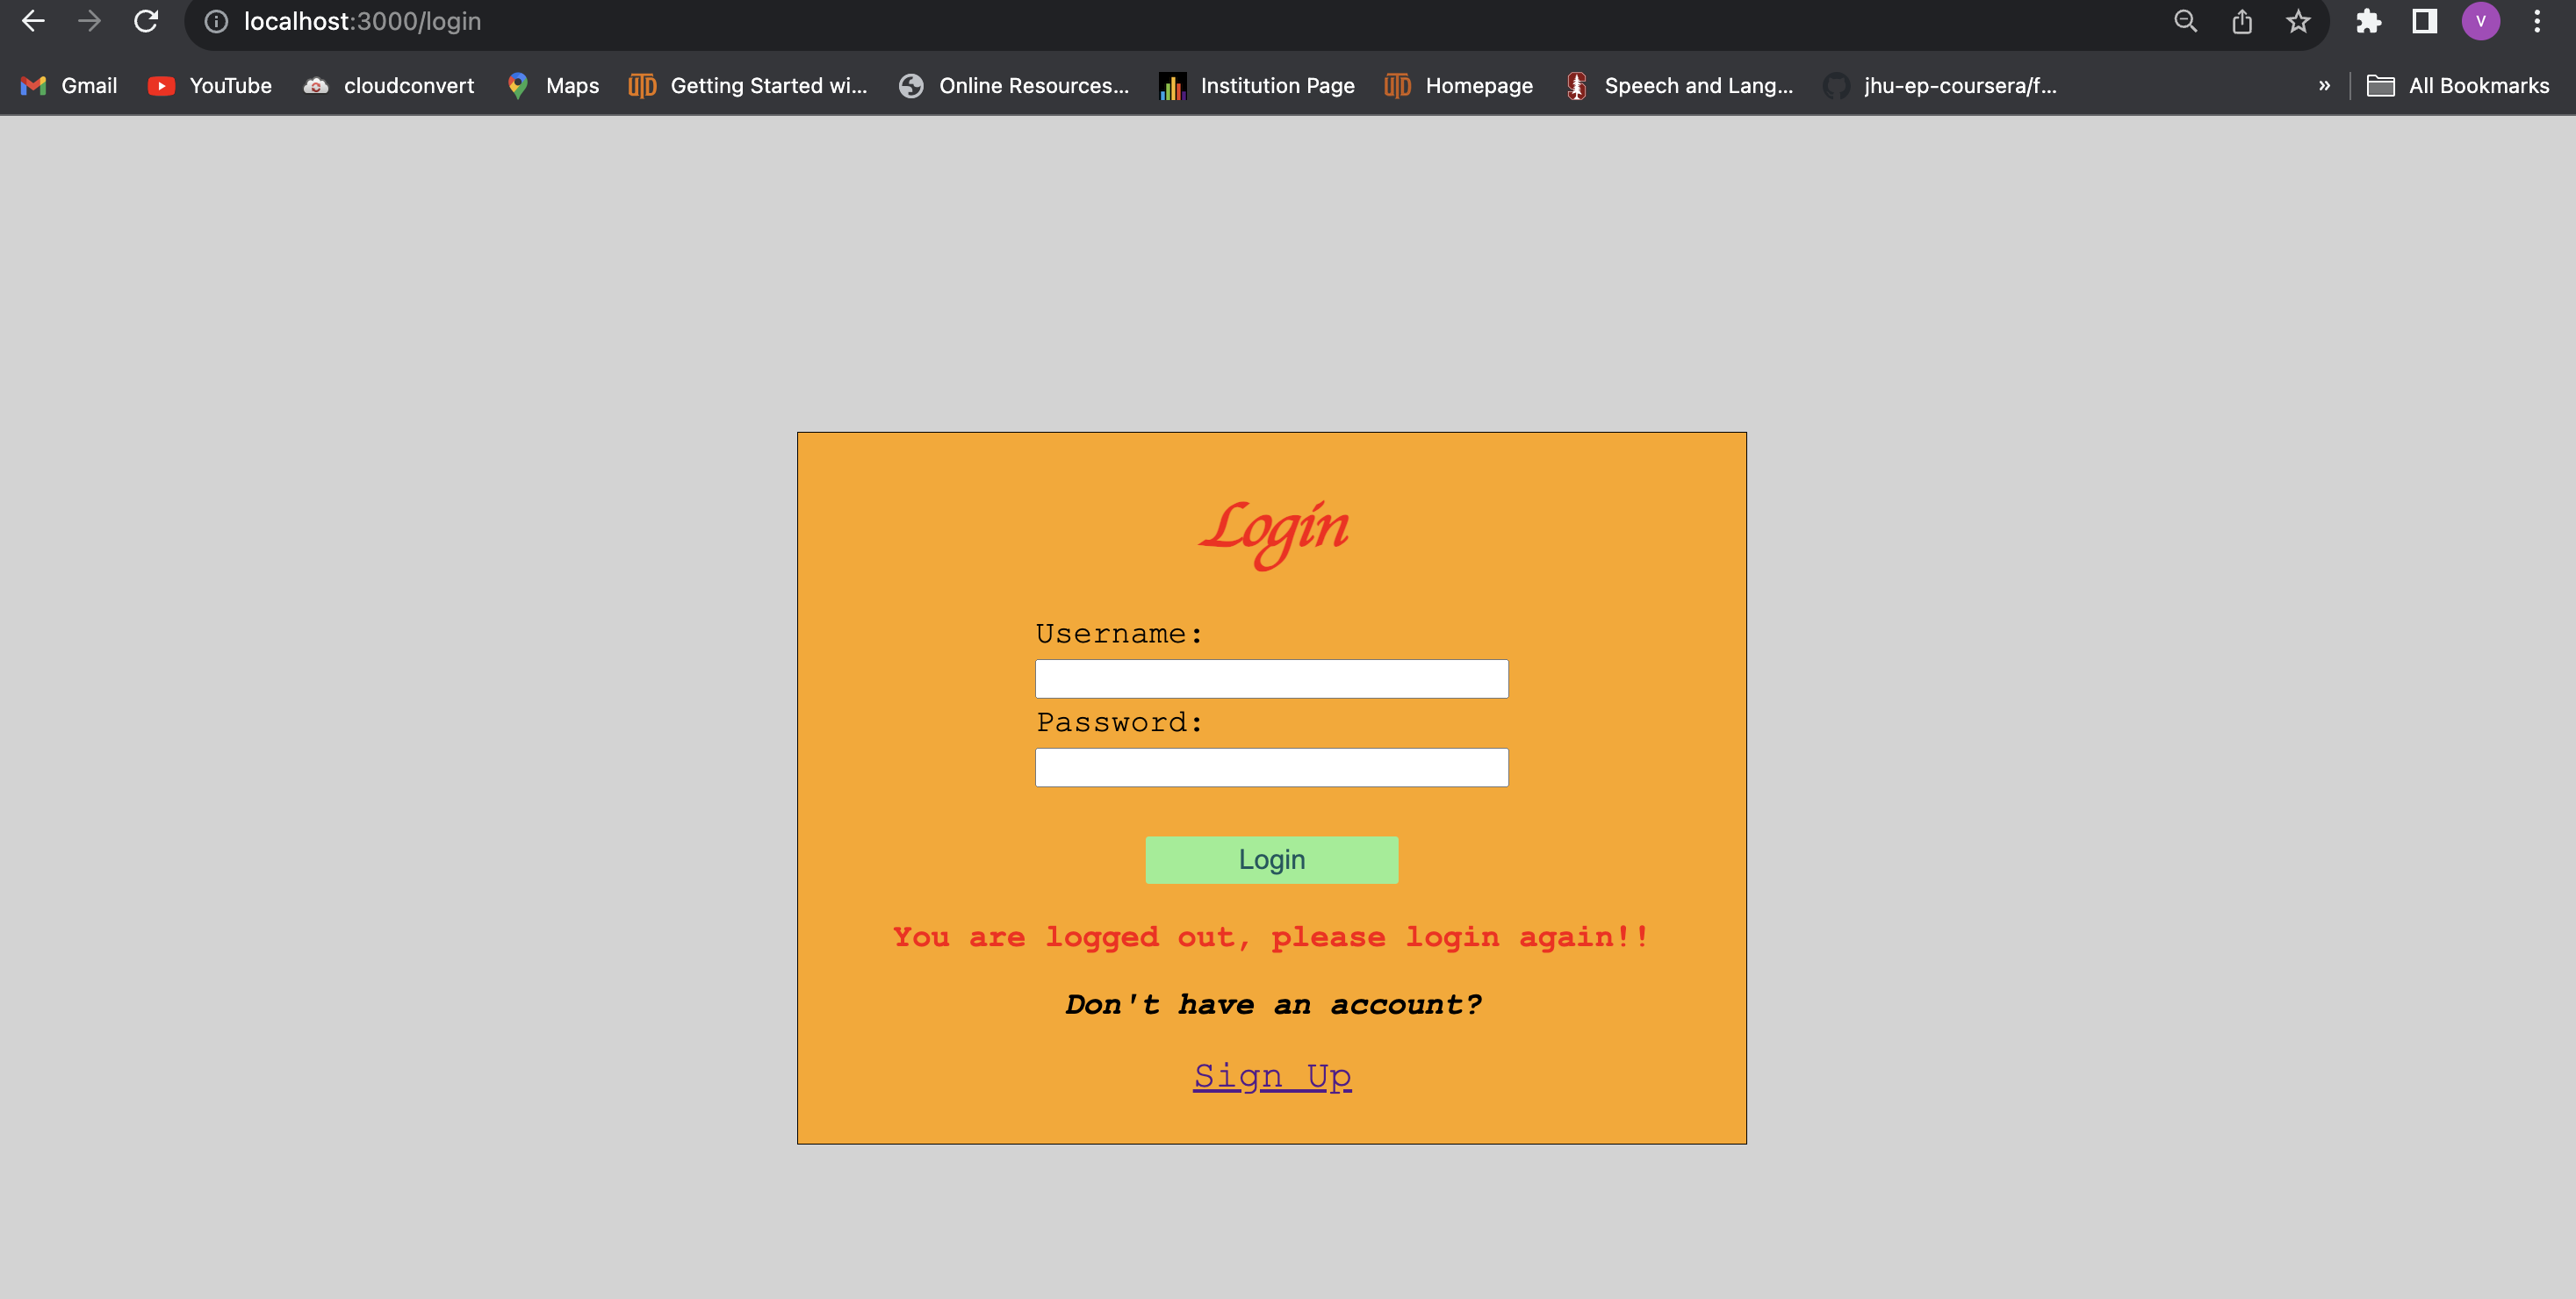 localhost:3000/login
V
Gmail YouTube cloudconvert Maps UTD Getting Started wi... Online Resources... Institution Page UTD Homepage Speech and Lang... jhu-ep-coursera/f... » All Bookmarks
Login
Username:
Password:
Login
You are logged out, please login again!!
Don't have an account?
Sign Up